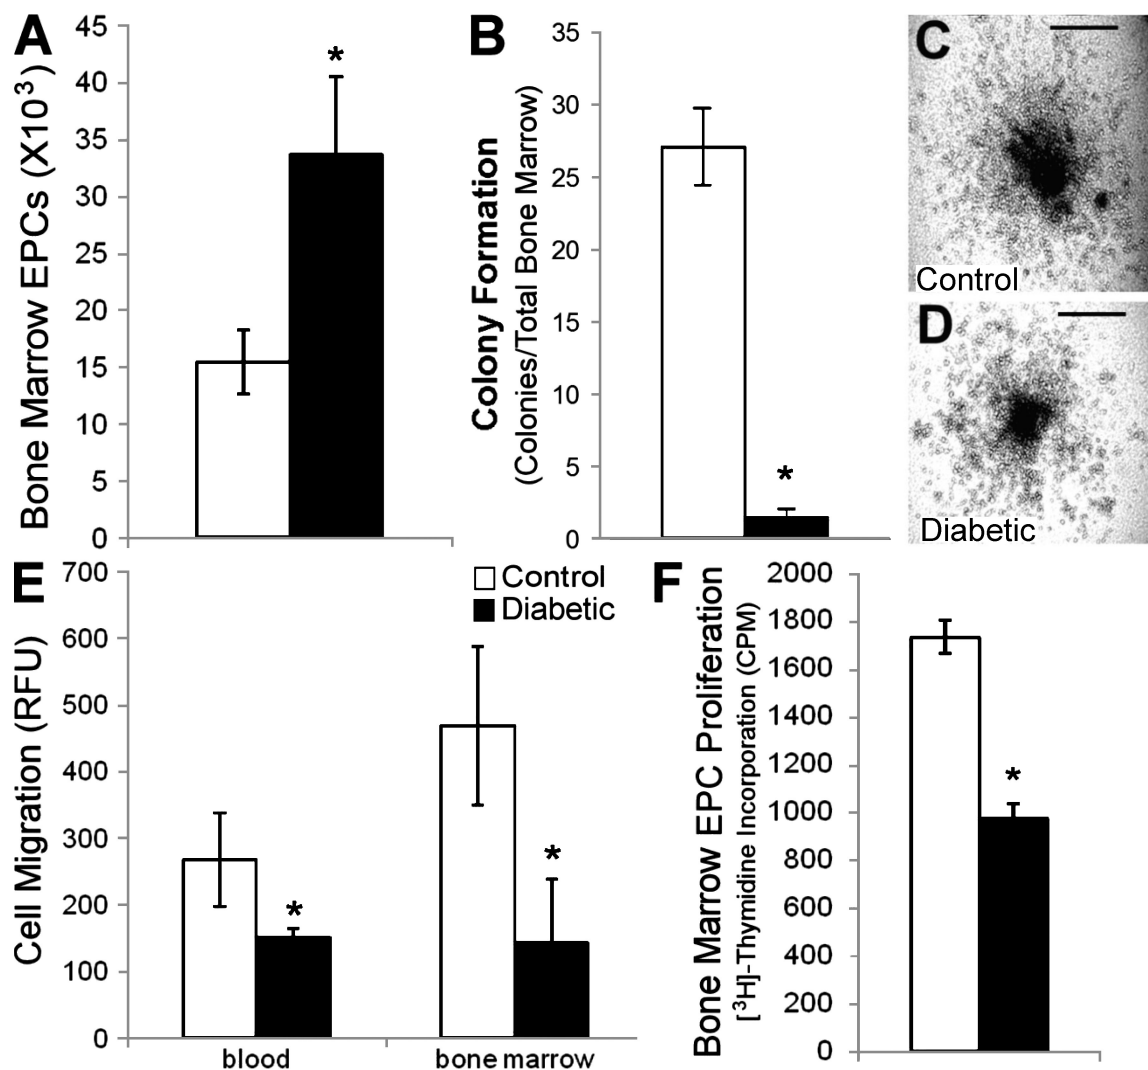 A
Bone Marrow EPCs (X10³)
45
40
35
30
25
20
15
10
5
0
*
B
Colony Formation
(Colonies/Total Bone Marrow)
35
30
25
20
15
10
5
0
*
C
Control
D
Diabetic
E
Cell Migration (RFU)
700
600
500
400
300
200
100
0
*
*
blood
bone marrow
Control
Diabetic
F
Bone Marrow EPC Proliferation
[³H]-Thymidine Incorporation (CPM)
2000
1800
1600
1400
1200
1000
800
600
400
200
0
*